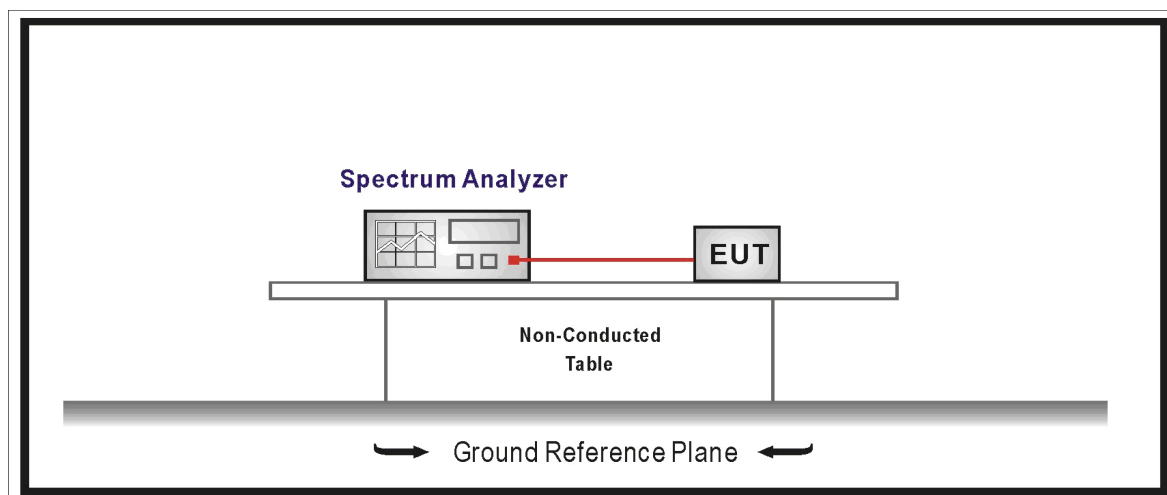 Spectrum Analyzer
EUT
Non-Conducted
Table
Ground Reference Plane